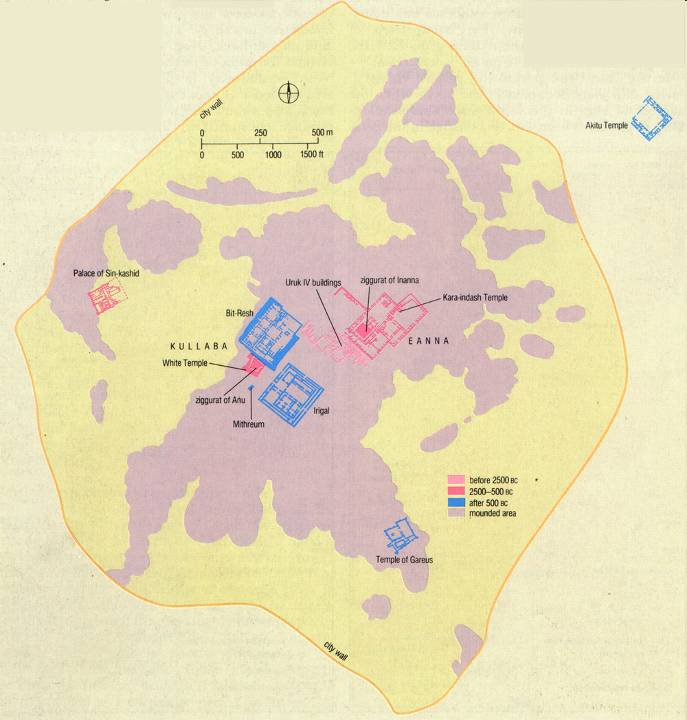 city wall
0 250 500 m
0 500 1000 1500 ft
Akitu Temple
Palace of Sin-kashid
Uruk IV buildings
ziggurat of Inanna
Kara-indash Temple
Bit-Resh
KULLABA
EANNA
White Temple
ziggurat of Anu
Irigal
Mithreum
before 2500 BC
2500–500 BC
after 500 BC
mounded area
Temple of Gareus
city wall